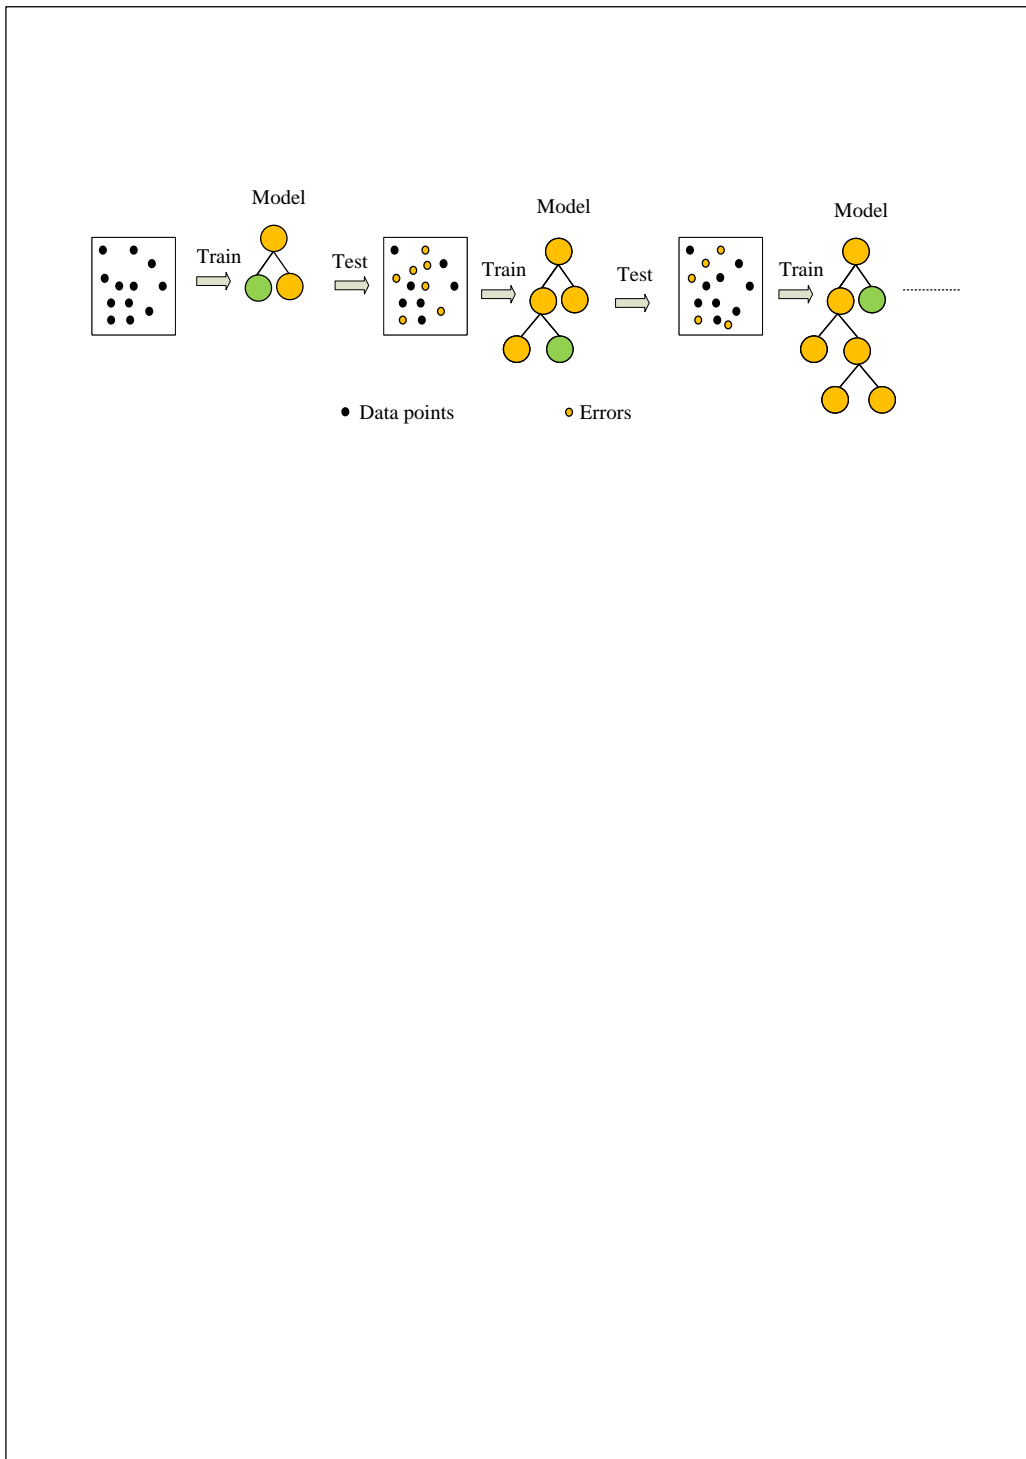 Model
Model
Model
Train
Test
Train
Test
Train
Data points
Errors